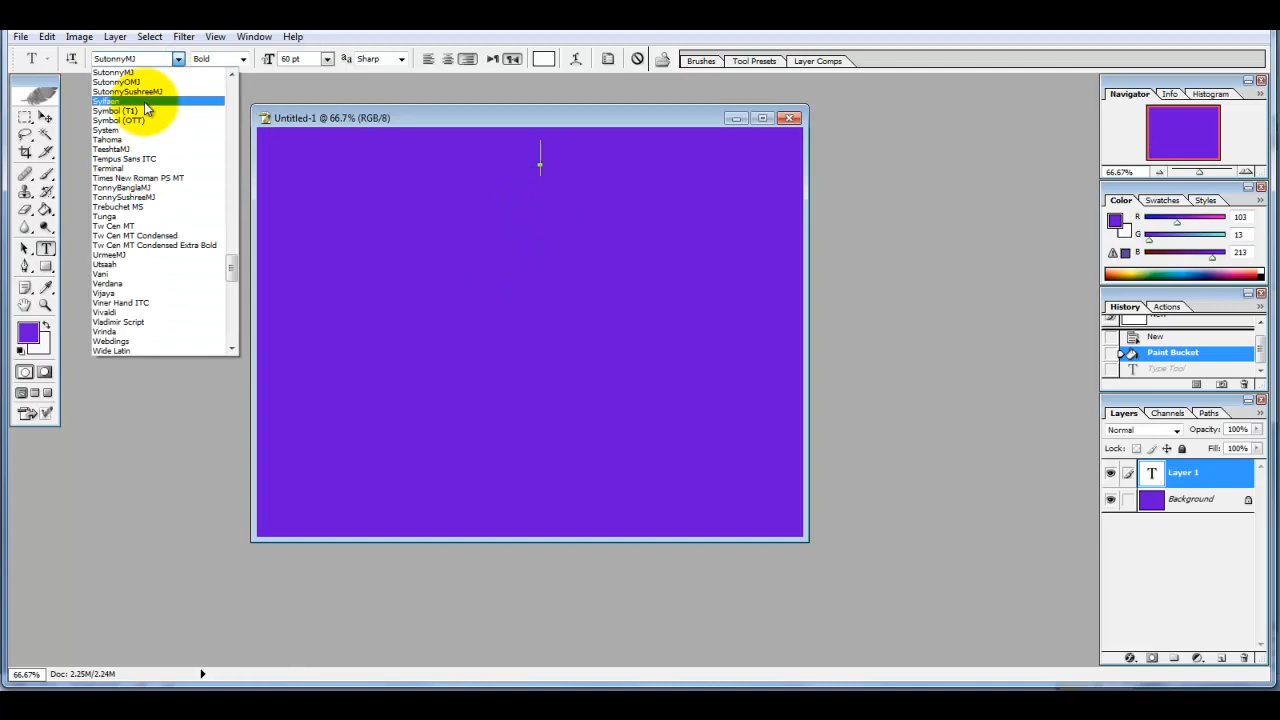 File Edit Image Layer Select Filter View Window Help
T SutonnyMJ Bold 60 pt aa Sharp Brushes Tool Presets Layer Comps
SutonnyMJ
SutonnyOMJ
SutonnySushreeMJ
Sylfaen
Symbol (T1)
Symbol (OTT)
System
Tahoma
TeeshtaMJ
Tempus Sans ITC
Terminal
Times New Roman PS MT
TonnyBanglaMJ
TonnySushreeMJ
Trebuchet MS
Tunga
Tw Cen MT
Tw Cen MT Condensed
Tw Cen MT Condensed Extra Bold
UrmeeMJ
Utsaah
Vani
Verdana
Vijaya
Viner Hand ITC
Vivaldi
Vladimir Script
Vrinda
Webdings
Wide Latin
Untitled-1 @ 66.7% (RGB/8)
Navigator Info Histogram
66.67%
Color Swatches Styles
R 103
G 13
B 213
History Actions
New
Paint Bucket
Type Tool
Layers Channels Paths
Normal Opacity: 100%
Lock: Fill: 100%
T Layer 1
Background
66.67% Doc: 2.25M/2.24M